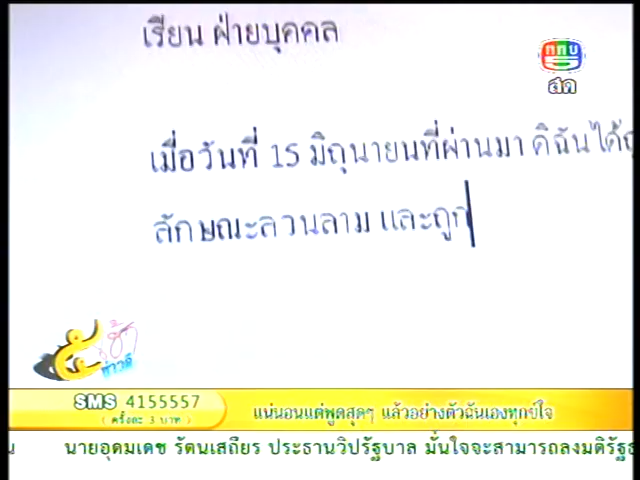 เรียน ฝ่ายบุคคล
ททบ
สด
เมื่อวันที่ 15 มิถุนายนที่ผ่านมา ดิฉันได้ถู
ลักษณะลวนลาม และถูก
SMS 4155557
( ครั้งละ 3 บาท )
แน่นอนแต่พูดสุดๆ แล้วอย่างตัวฉันเองทุกข์ใจ
น นายอุดมเดช รัตนเสถียร ประธานวิปรัฐบาล มั่นใจจะสามารถลงมติรัฐธ